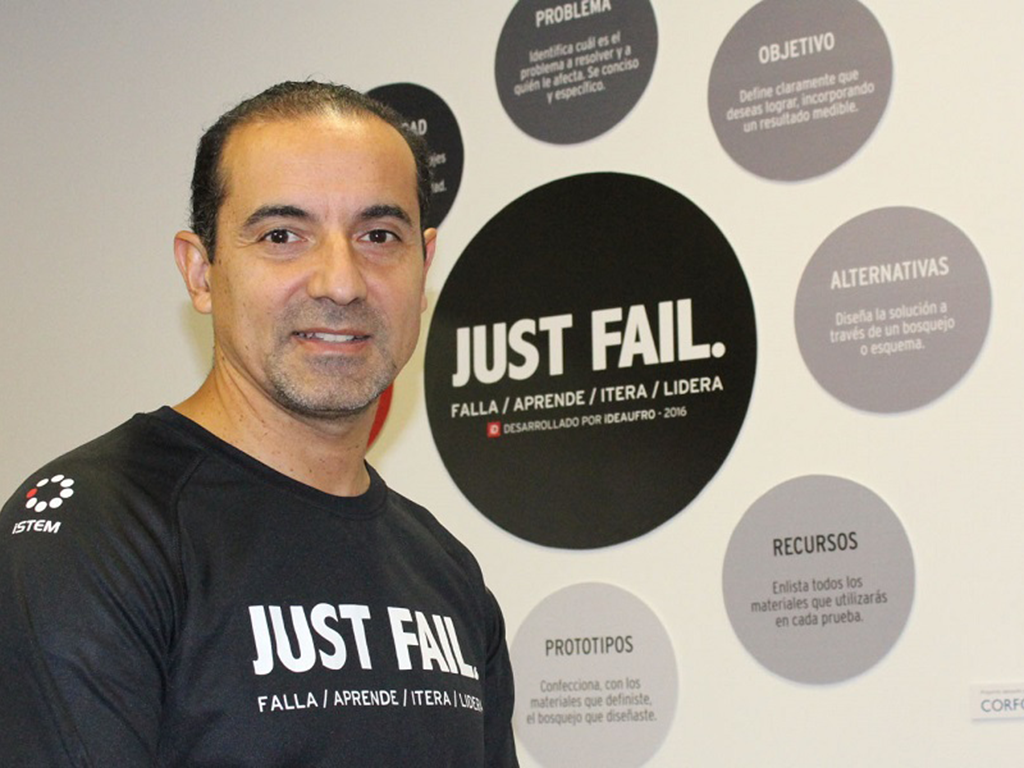 PROBLEMA
Identifica cuál es el
problema a resolver y a
quién le afecta. Se conciso
y específico.
OBJETIVO
Define claramente que
deseas lograr, incorporando
un resultado medible.
ALTERNATIVAS
Diseña la solución a
través de un bosquejo
o esquema.
JUST FAIL.
FALLA / APRENDE / ITERA / LIDERA
iD DESARROLLADO POR IDEAUFRO - 2016
RECURSOS
Enlista todos los
materiales que utilizarás
en cada prueba.
PROTOTIPOS
Confecciona, con los
materiales que definiste,
el bosquejo que diseñaste.
CORFO
ISTEM
JUST FAIL.
FALLA / APRENDE / ITERA / LIDERA